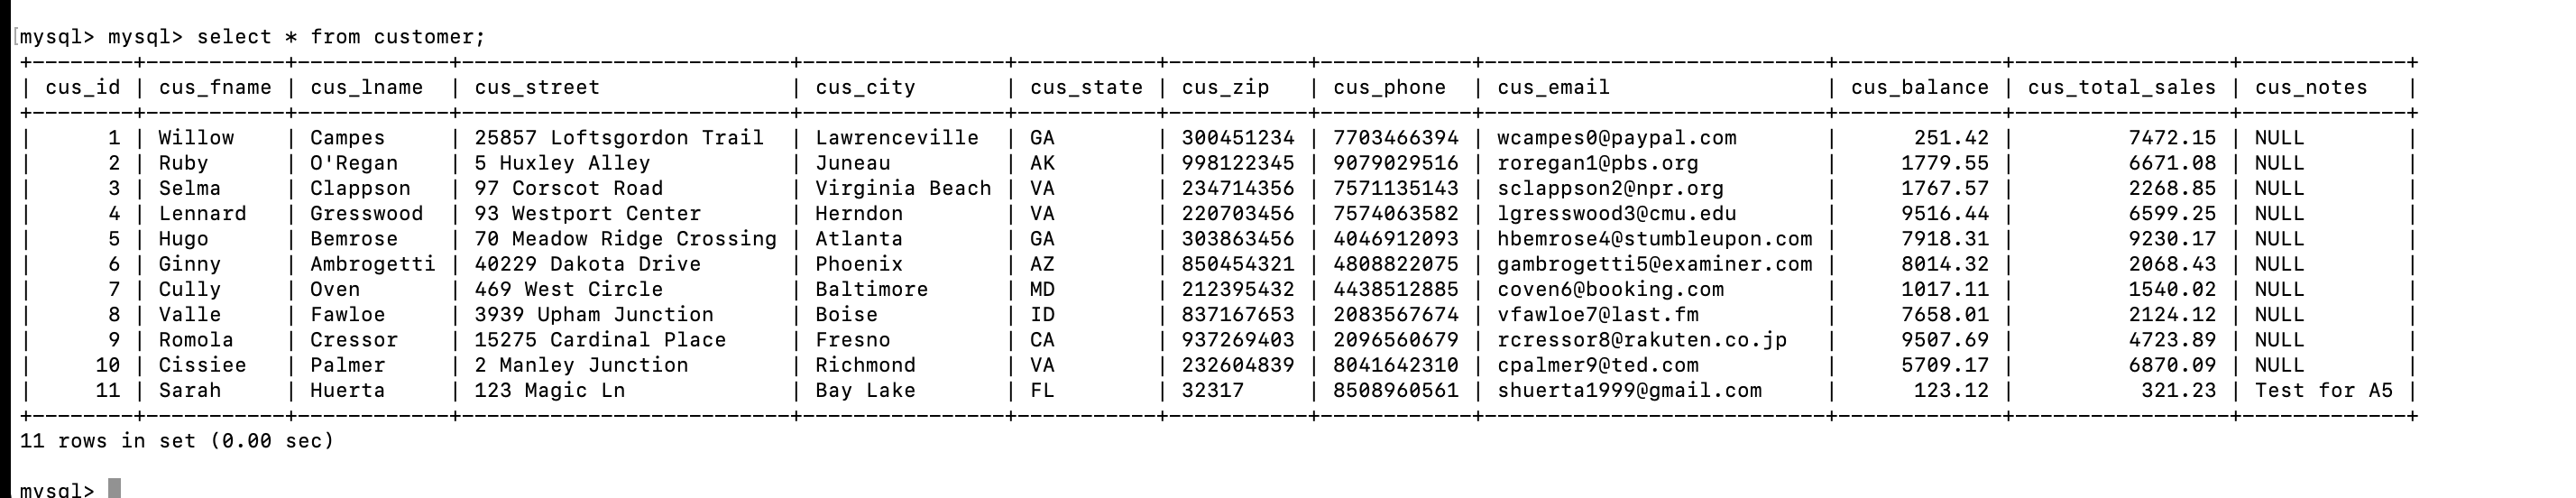 [mysql> mysql> select * from customer;
+--------+-----------+-----------+--------------------------+----------------+-----------+-----------+------------+---------------------------+-------------+-----------------+-------------+
| cus_id | cus_fname | cus_lname | cus_street               | cus_city       | cus_state | cus_zip   | cus_phone  | cus_email                 | cus_balance | cus_total_sales | cus_notes   |
+--------+-----------+-----------+--------------------------+----------------+-----------+-----------+------------+---------------------------+-------------+-----------------+-------------+
|      1 | Willow    | Campes    | 25857 Loftsgordon Trail  | Lawrenceville  | GA        | 300451234 | 7703466394 | wcampes0@paypal.com       |      251.42 |         7472.15 | NULL        |
|      2 | Ruby      | O'Regan   | 5 Huxley Alley           | Juneau         | AK        | 998122345 | 9079029516 | roregan1@pbs.org          |     1779.55 |         6671.08 | NULL        |
|      3 | Selma     | Clappson  | 97 Corscot Road          | Virginia Beach | VA        | 234714356 | 7571135143 | sclappson2@npr.org        |     1767.57 |         2268.85 | NULL        |
|      4 | Lennard   | Gresswood | 93 Westport Center       | Herndon        | VA        | 220703456 | 7574063582 | lgresswood3@cmu.edu       |     9516.44 |         6599.25 | NULL        |
|      5 | Hugo      | Bemrose   | 70 Meadow Ridge Crossing | Atlanta        | GA        | 303863456 | 4046912093 | hbemrose4@stumbleupon.com |     7918.31 |         9230.17 | NULL        |
|      6 | Ginny     | Ambrogetti | 40229 Dakota Drive       | Phoenix        | AZ        | 850454321 | 4808822075 | gambrogetti5@examiner.com |     8014.32 |         2068.43 | NULL        |
|      7 | Cully     | Oven      | 469 West Circle          | Baltimore      | MD        | 212395432 | 4438512885 | coven6@booking.com        |     1017.11 |         1540.02 | NULL        |
|      8 | Valle     | Fawloe    | 3939 Upham Junction      | Boise          | ID        | 837167653 | 2083567674 | vfawloe7@last.fm          |     7658.01 |         2124.12 | NULL        |
|      9 | Romola    | Cressor   | 15275 Cardinal Place     | Fresno         | CA        | 937269403 | 2096560679 | rcressor8@rakuten.co.jp   |     9507.69 |         4723.89 | NULL        |
|     10 | Cissiee   | Palmer    | 2 Manley Junction        | Richmond       | VA        | 232604839 | 8041642310 | cpalmer9@ted.com          |     5709.17 |         6870.09 | NULL        |
|     11 | Sarah     | Huerta    | 123 Magic Ln             | Bay Lake       | FL        | 32317     | 8508960561 | shuerta1999@gmail.com     |      123.12 |          321.23 | Test for A5 |
+--------+-----------+-----------+--------------------------+----------------+-----------+-----------+------------+---------------------------+-------------+-----------------+-------------+
11 rows in set (0.00 sec)
mysql>